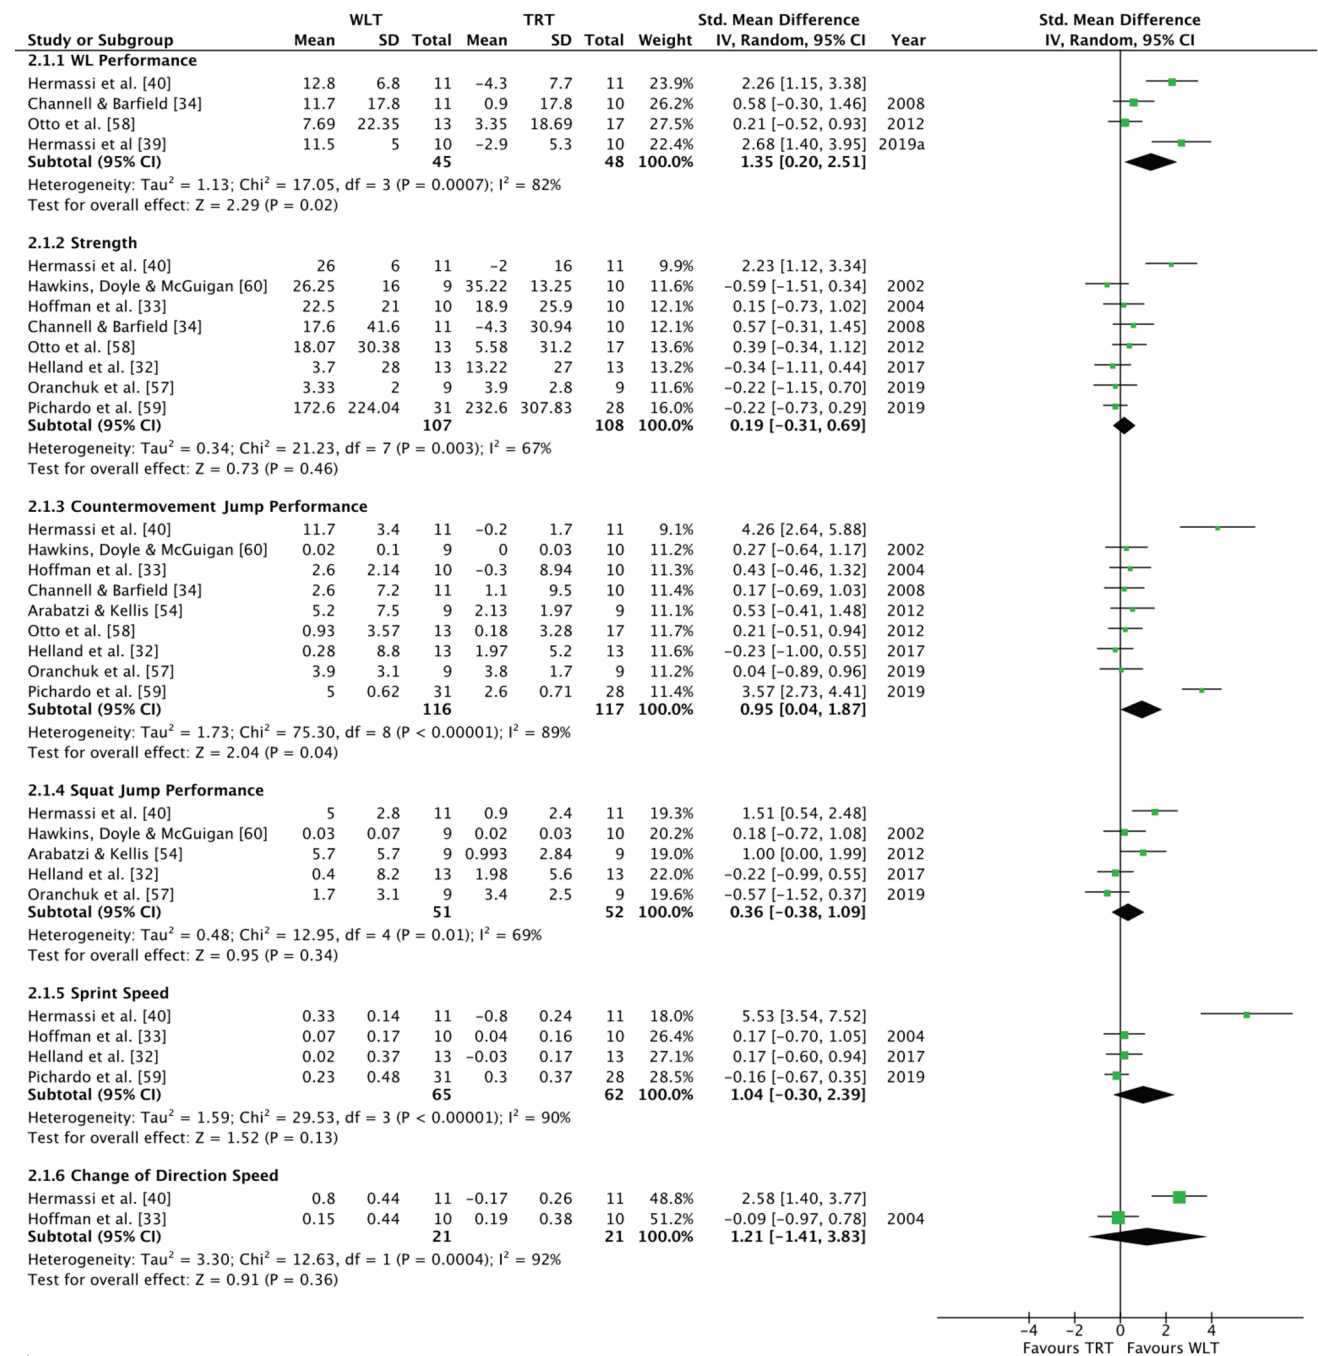 WLT TRT Std. Mean Difference Std. Mean Difference
Study or Subgroup Mean SD Total Mean SD Total Weight IV, Random, 95% CI Year IV, Random, 95% CI
2.1.1 WL Performance
Hermassi et al. [40] 12.8 6.8 11 −4.3 7.7 11 23.9% 2.26 [1.15, 3.38]
Channell & Barfield [34] 11.7 17.8 11 0.9 17.8 10 26.2% 0.58 [−0.30, 1.46] 2008
Otto et al. [58] 7.69 22.35 13 3.35 18.69 17 27.5% 0.21 [−0.52, 0.93] 2012
Hermassi et al [39] 11.5 5 10 −2.9 5.3 10 22.4% 2.68 [1.40, 3.95] 2019a
Subtotal (95% CI) 45 48 100.0% 1.35 [0.20, 2.51]
Heterogeneity: Tau² = 1.13; Chi² = 17.05, df = 3 (P = 0.0007); I² = 82%
Test for overall effect: Z = 2.29 (P = 0.02)
2.1.2 Strength
Hermassi et al. [40] 26 6 11 −2 16 11 9.9% 2.23 [1.12, 3.34]
Hawkins, Doyle & McGuigan [60] 26.25 16 9 35.22 13.25 10 11.6% −0.59 [−1.51, 0.34] 2002
Hoffman et al. [33] 22.5 21 10 18.9 25.9 10 12.1% 0.15 [−0.73, 1.02] 2004
Channell & Barfield [34] 17.6 41.6 11 −4.3 30.94 10 12.1% 0.57 [−0.31, 1.45] 2008
Otto et al. [58] 18.07 30.38 13 5.58 31.2 17 13.6% 0.39 [−0.34, 1.12] 2012
Helland et al. [32] 3.7 28 13 13.22 27 13 13.2% −0.34 [−1.11, 0.44] 2017
Oranchuk et al. [57] 3.33 2 9 3.9 2.8 9 11.6% −0.22 [−1.15, 0.70] 2019
Pichardo et al. [59] 172.6 224.04 31 232.6 307.83 28 16.0% −0.22 [−0.73, 0.29] 2019
Subtotal (95% CI) 107 108 100.0% 0.19 [−0.31, 0.69]
Heterogeneity: Tau² = 0.34; Chi² = 21.23, df = 7 (P = 0.003); I² = 67%
Test for overall effect: Z = 0.73 (P = 0.46)
2.1.3 Countermovement Jump Performance
Hermassi et al. [40] 11.7 3.4 11 −0.2 1.7 11 9.1% 4.26 [2.64, 5.88]
Hawkins, Doyle & McGuigan [60] 0.02 0.1 9 0 0.03 10 11.2% 0.27 [−0.64, 1.17] 2002
Hoffman et al. [33] 2.6 2.14 10 −0.3 8.94 10 11.3% 0.43 [−0.46, 1.32] 2004
Channell & Barfield [34] 2.6 7.2 11 1.1 9.5 10 11.4% 0.17 [−0.69, 1.03] 2008
Arabatzi & Kellis [54] 5.2 7.5 9 2.13 1.97 9 11.1% 0.53 [−0.41, 1.48] 2012
Otto et al. [58] 0.93 3.57 13 0.18 3.28 17 11.7% 0.21 [−0.51, 0.94] 2012
Helland et al. [32] 0.28 8.8 13 1.97 5.2 13 11.6% −0.23 [−1.00, 0.55] 2017
Oranchuk et al. [57] 3.9 3.1 9 3.8 1.7 9 11.2% 0.04 [−0.89, 0.96] 2019
Pichardo et al. [59] 5 0.62 31 2.6 0.71 28 11.4% 3.57 [2.73, 4.41] 2019
Subtotal (95% CI) 116 117 100.0% 0.95 [0.04, 1.87]
Heterogeneity: Tau² = 1.73; Chi² = 75.30, df = 8 (P < 0.00001); I² = 89%
Test for overall effect: Z = 2.04 (P = 0.04)
2.1.4 Squat Jump Performance
Hermassi et al. [40] 5 2.8 11 0.9 2.4 11 19.3% 1.51 [0.54, 2.48]
Hawkins, Doyle & McGuigan [60] 0.03 0.07 9 0.02 0.03 10 20.2% 0.18 [−0.72, 1.08] 2002
Arabatzi & Kellis [54] 5.7 5.7 9 0.993 2.84 9 19.0% 1.00 [0.00, 1.99] 2012
Helland et al. [32] 0.4 8.2 13 1.98 5.6 13 22.0% −0.22 [−0.99, 0.55] 2017
Oranchuk et al. [57] 1.7 3.1 9 3.4 2.5 9 19.6% −0.57 [−1.52, 0.37] 2019
Subtotal (95% CI) 51 52 100.0% 0.36 [−0.38, 1.09]
Heterogeneity: Tau² = 0.48; Chi² = 12.95, df = 4 (P = 0.01); I² = 69%
Test for overall effect: Z = 0.95 (P = 0.34)
2.1.5 Sprint Speed
Hermassi et al. [40] 0.33 0.14 11 −0.8 0.24 11 18.0% 5.53 [3.54, 7.52]
Hoffman et al. [33] 0.07 0.17 10 0.04 0.16 10 26.4% 0.17 [−0.70, 1.05] 2004
Helland et al. [32] 0.02 0.37 13 −0.03 0.17 13 27.1% 0.17 [−0.60, 0.94] 2017
Pichardo et al. [59] 0.23 0.48 31 0.3 0.37 28 28.5% −0.16 [−0.67, 0.35] 2019
Subtotal (95% CI) 65 62 100.0% 1.04 [−0.30, 2.39]
Heterogeneity: Tau² = 1.59; Chi² = 29.53, df = 3 (P < 0.00001); I² = 90%
Test for overall effect: Z = 1.52 (P = 0.13)
2.1.6 Change of Direction Speed
Hermassi et al. [40] 0.8 0.44 11 −0.17 0.26 11 48.8% 2.58 [1.40, 3.77]
Hoffman et al. [33] 0.15 0.44 10 0.19 0.38 10 51.2% −0.09 [−0.97, 0.78] 2004
Subtotal (95% CI) 21 21 100.0% 1.21 [−1.41, 3.83]
Heterogeneity: Tau² = 3.30; Chi² = 12.63, df = 1 (P = 0.0004); I² = 92%
Test for overall effect: Z = 0.91 (P = 0.36)
−4 −2 0 2 4
Favours TRT Favours WLT